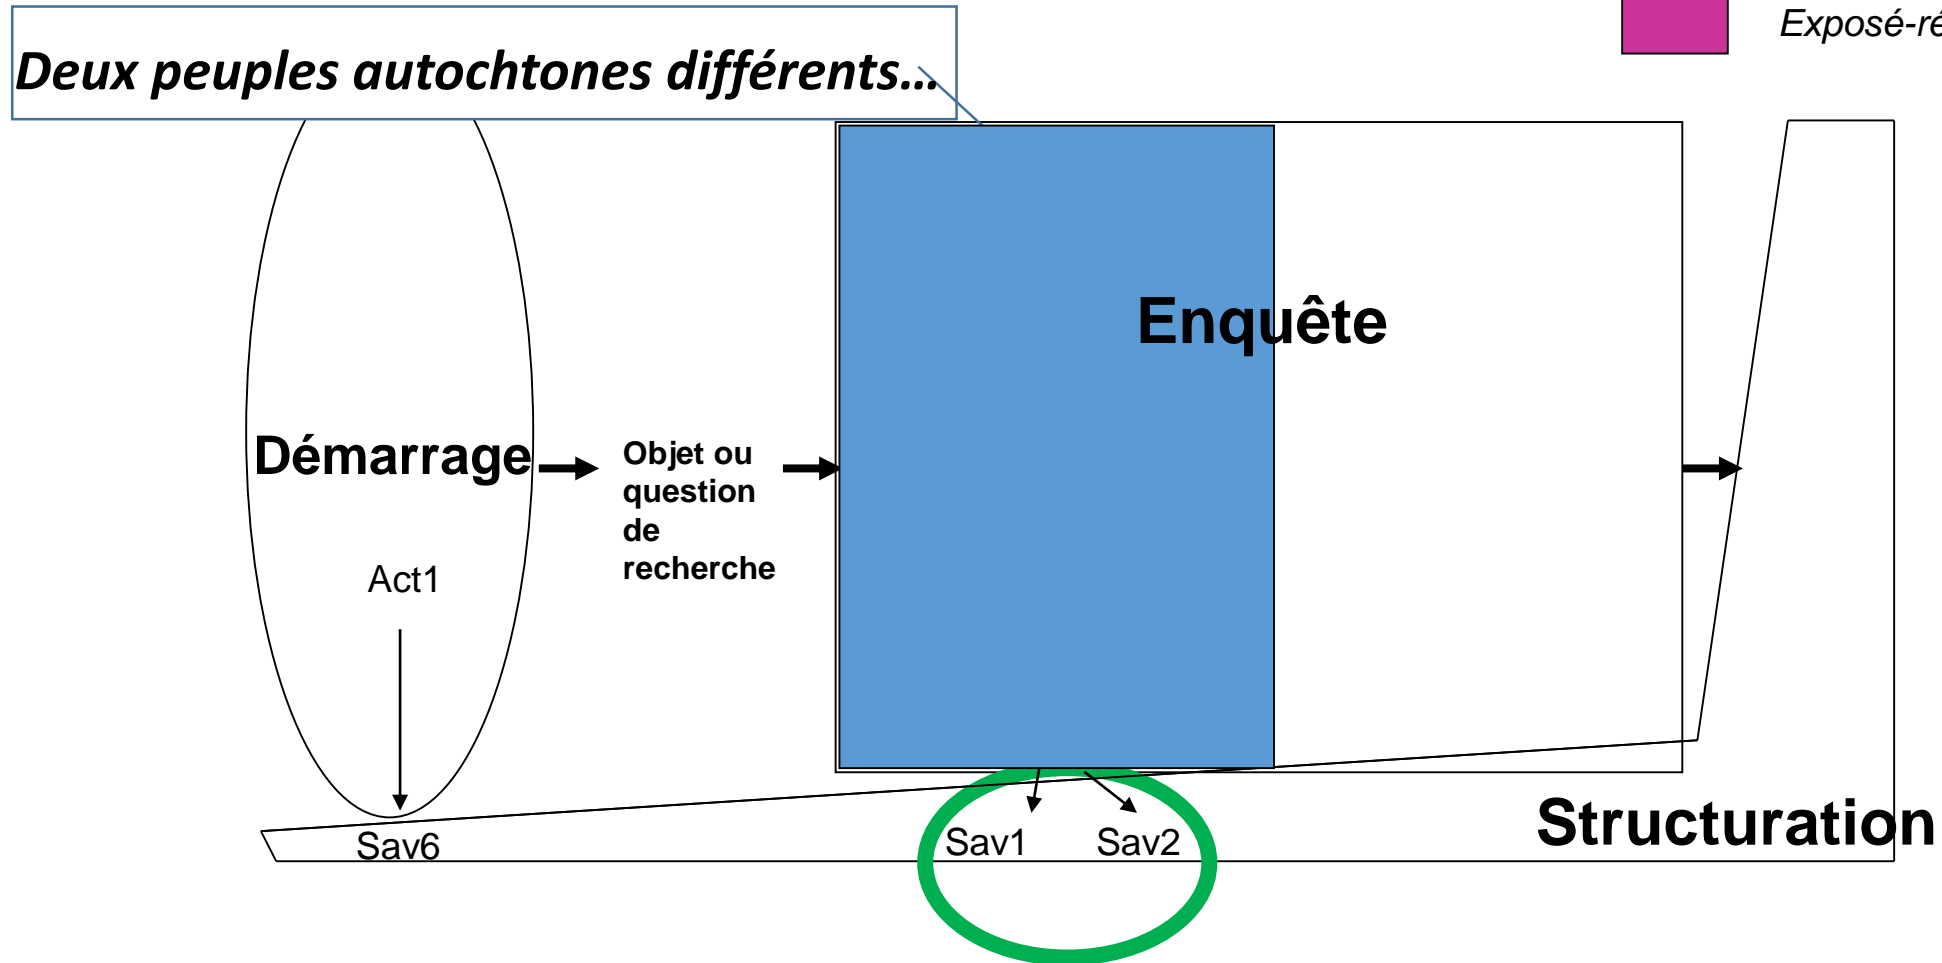 Exposé-ré
Deux peuples autochtones différents...
Enquête
Démarrage
Objet ou
question
de
recherche
Act1
Structuration
Sav6
Sav1
Sav2